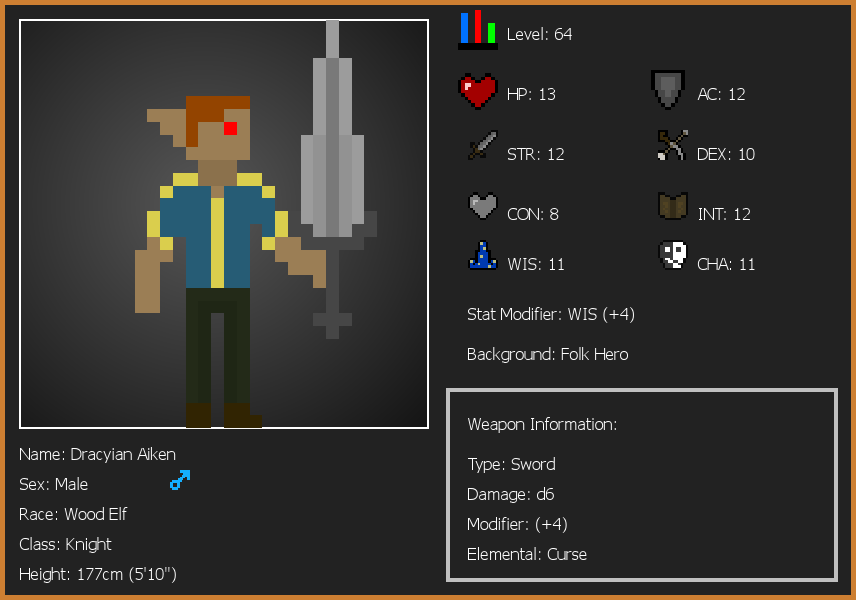 Level: 64
HP: 13
AC: 12
STR: 12
DEX: 10
CON: 8
INT: 12
WIS: 11
CHA: 11
Stat Modifier: WIS (+4)
Background: Folk Hero
Weapon Information:
Type: Sword
Damage: d6
Modifier: (+4)
Elemental: Curse
Name: Dracyian Aiken
Sex: Male
Race: Wood Elf
Class: Knight
Height: 177cm (5'10")